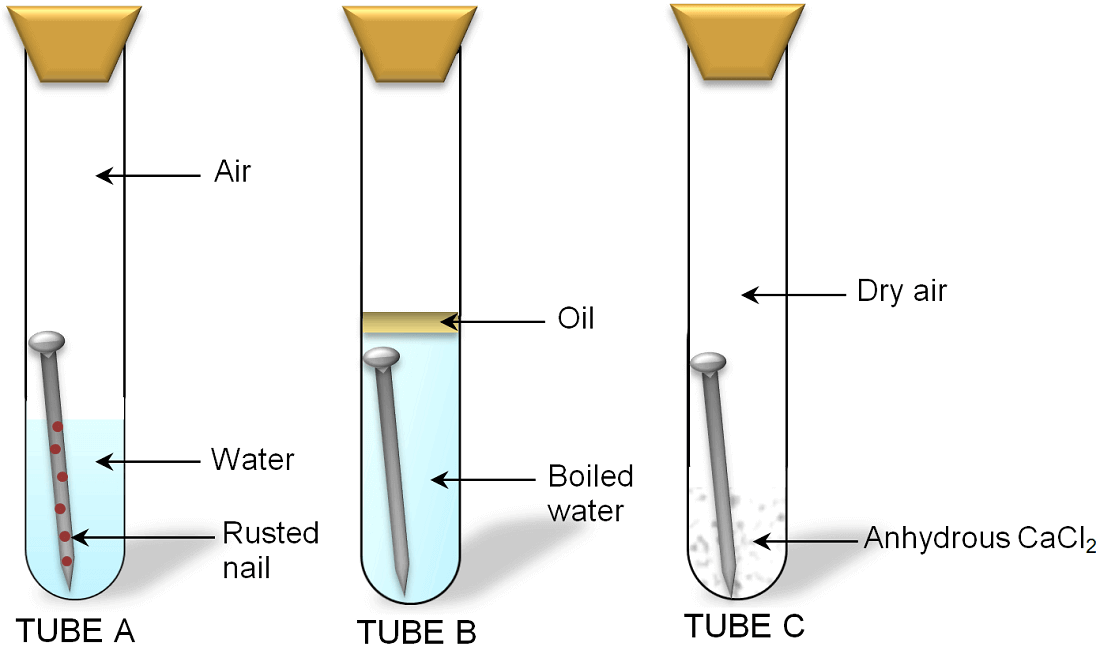 Air
Water
Rusted
nail
TUBE A
Oil
Boiled
water
TUBE B
Dry air
Anhydrous CaCl₂
TUBE C